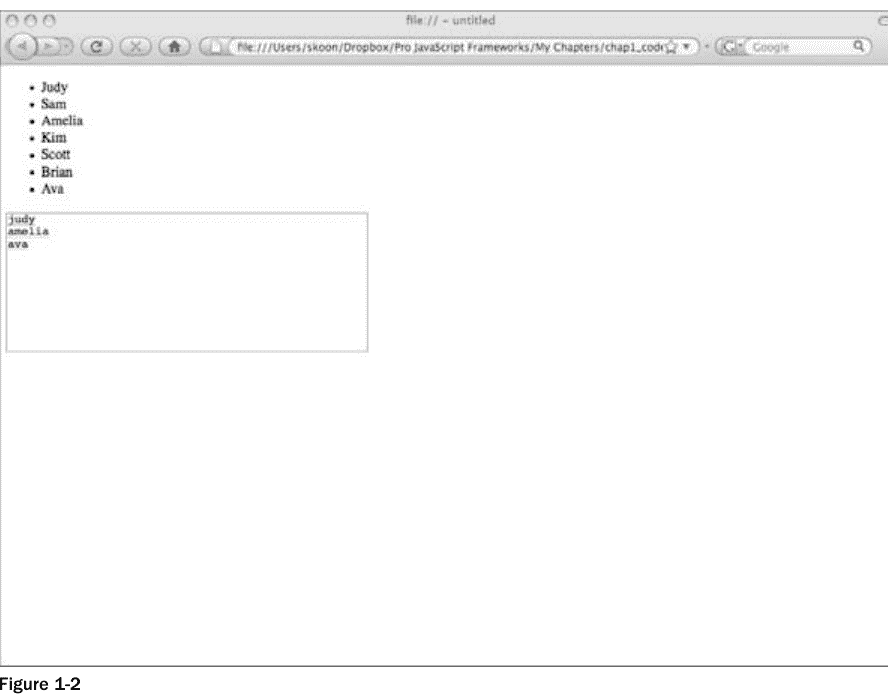 file:// - untitled
file:///Users/skoon/Dropbox/Pro JavaScript Frameworks/My Chapters/chap1_code
Google
• Judy
• Sam
• Amelia
• Kim
• Scott
• Brian
• Ava
judy
amelia
ava
Figure 1-2